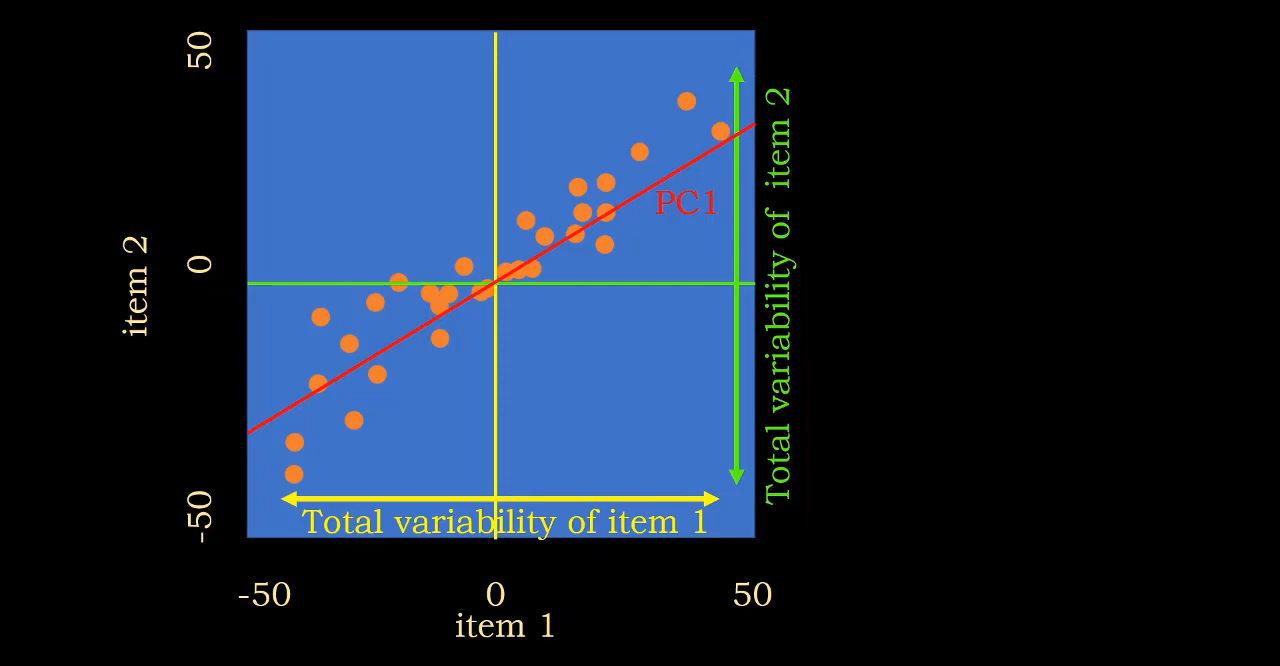 50
0
-50
item 2
PC1
Total variability of  item 2
Total variability of item 1
-50 0 50
item 1